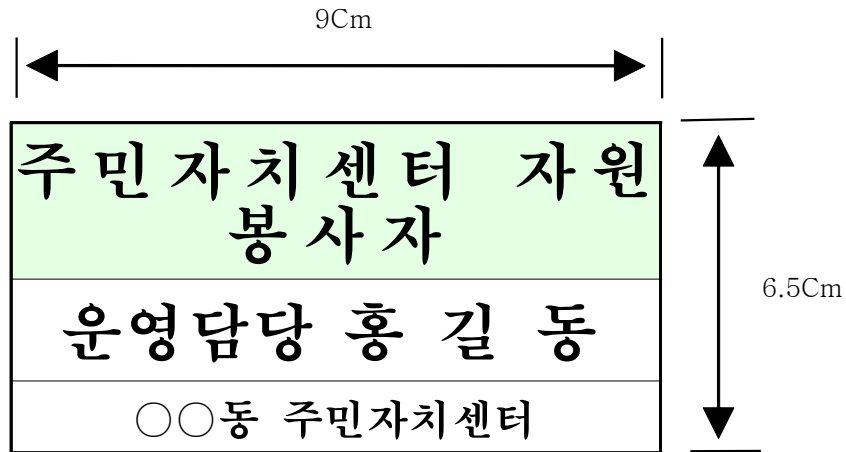 9Cm
주민자치센터 자원
봉사자
6.5Cm
운영담당 홍 길 동
○○동 주민자치센터